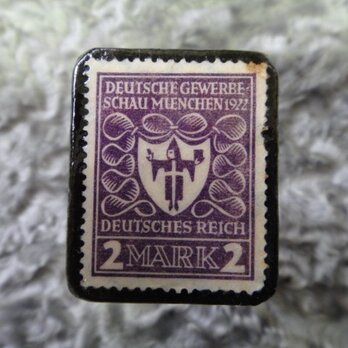 DEUTSCHE GEWERBE-
SCHAU MUENCHEN 1922
DEUTSCHES REICH
2 MARK 2